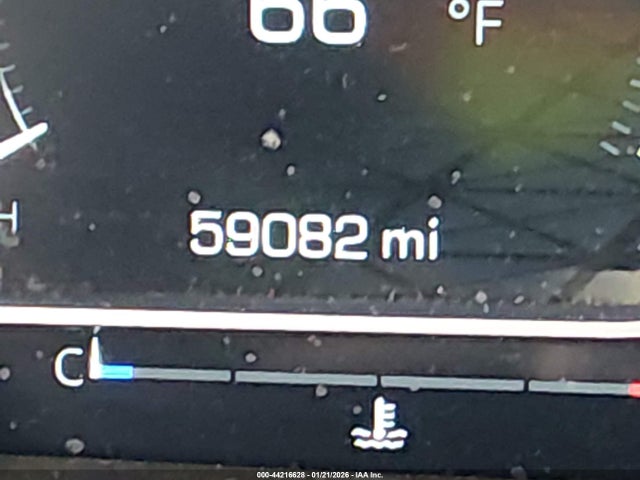 66 °F
H
59082 mi
C
000-44216628 - 01/21/2026 - IAA Inc.